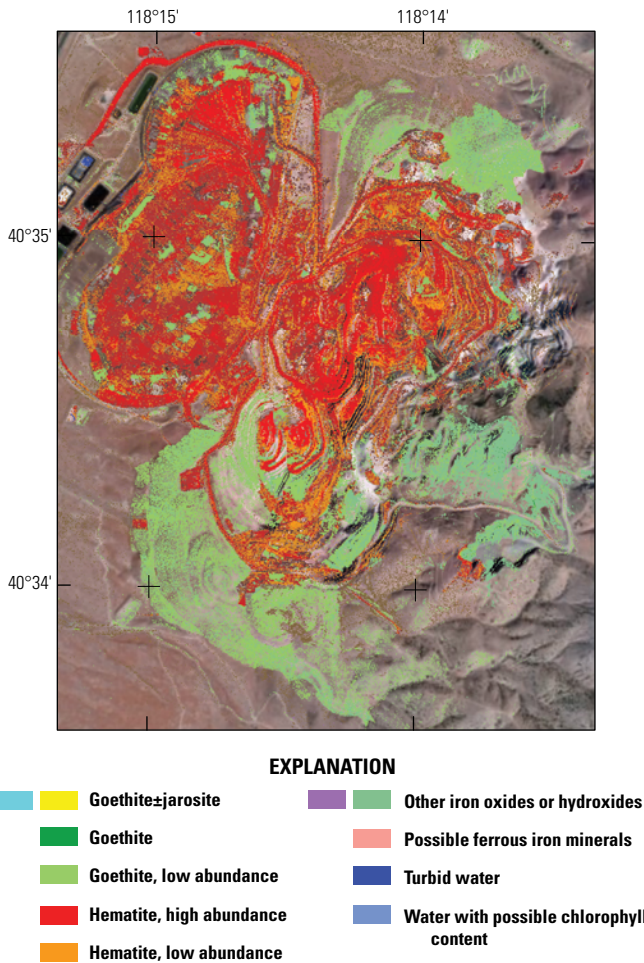 118°15' 118°14'
40°35'
40°34'
EXPLANATION
Goethite±jarosite
Goethite
Goethite, low abundance
Hematite, high abundance
Hematite, low abundance
Other iron oxides or hydroxides
Possible ferrous iron minerals
Turbid water
Water with possible chlorophyll
content